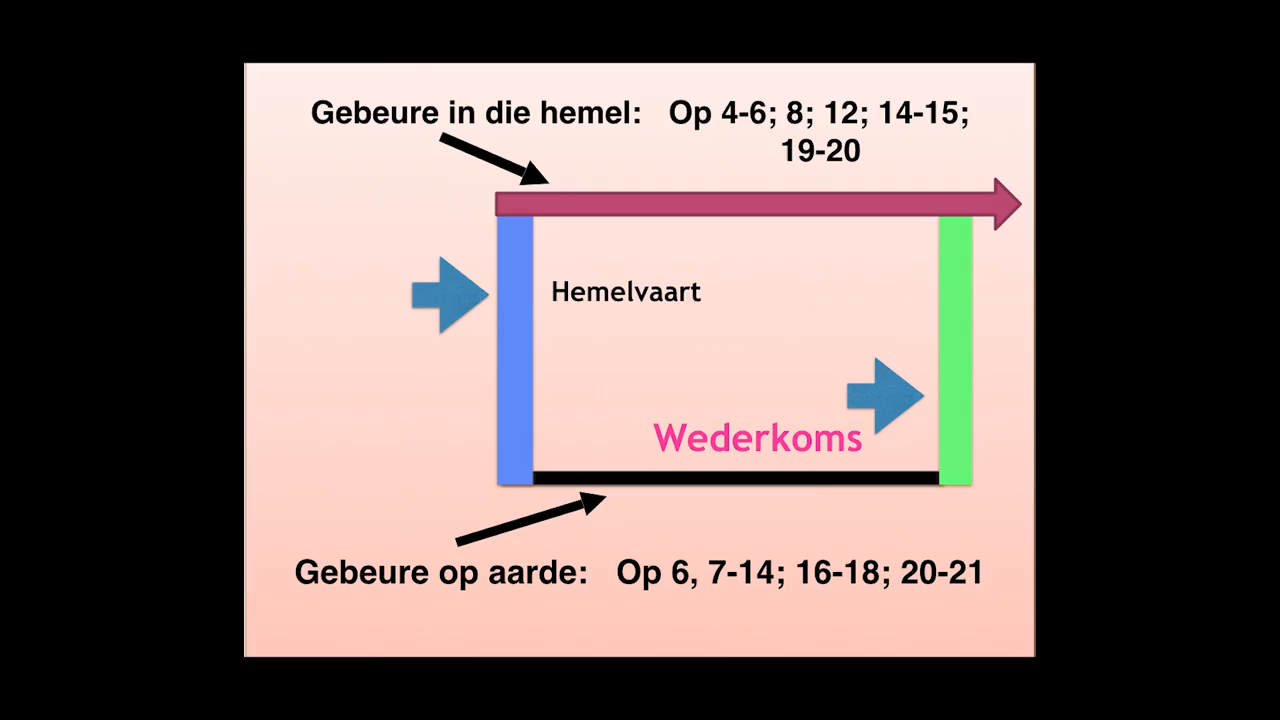 Gebeure in die hemel: Op 4-6; 8; 12; 14-15;
19-20
Hemelvaart
Wederkoms
Gebeure op aarde: Op 6, 7-14; 16-18; 20-21